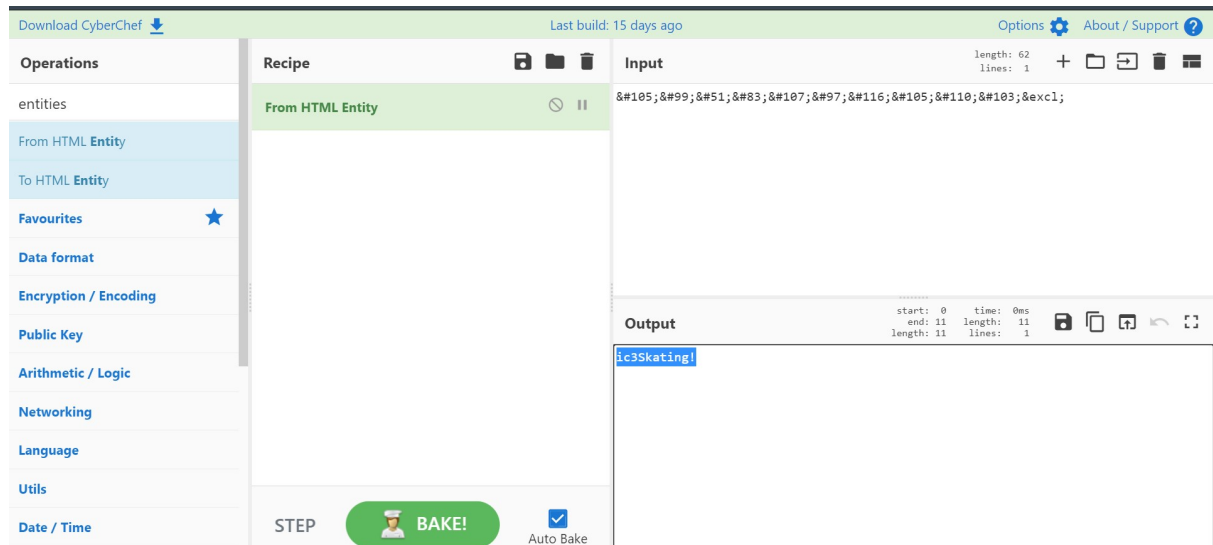 Download CyberChef
Last build: 15 days ago
Options
About / Support
Operations
Recipe
Input
length: 62
lines: 1
entities
From HTML Entity
To HTML Entity
Favourites
Data format
Encryption / Encoding
Public Key
Arithmetic / Logic
Networking
Language
Utils
Date / Time
From HTML Entity
STEP
BAKE!
Auto Bake
&#105;&#99;&#51;&#83;&#107;&#97;&#116;&#105;&#110;&#103;&excl;
Output
start: 0
end: 11
length: 11
time: 0ms
length: 11
lines: 1
ic3Skating!